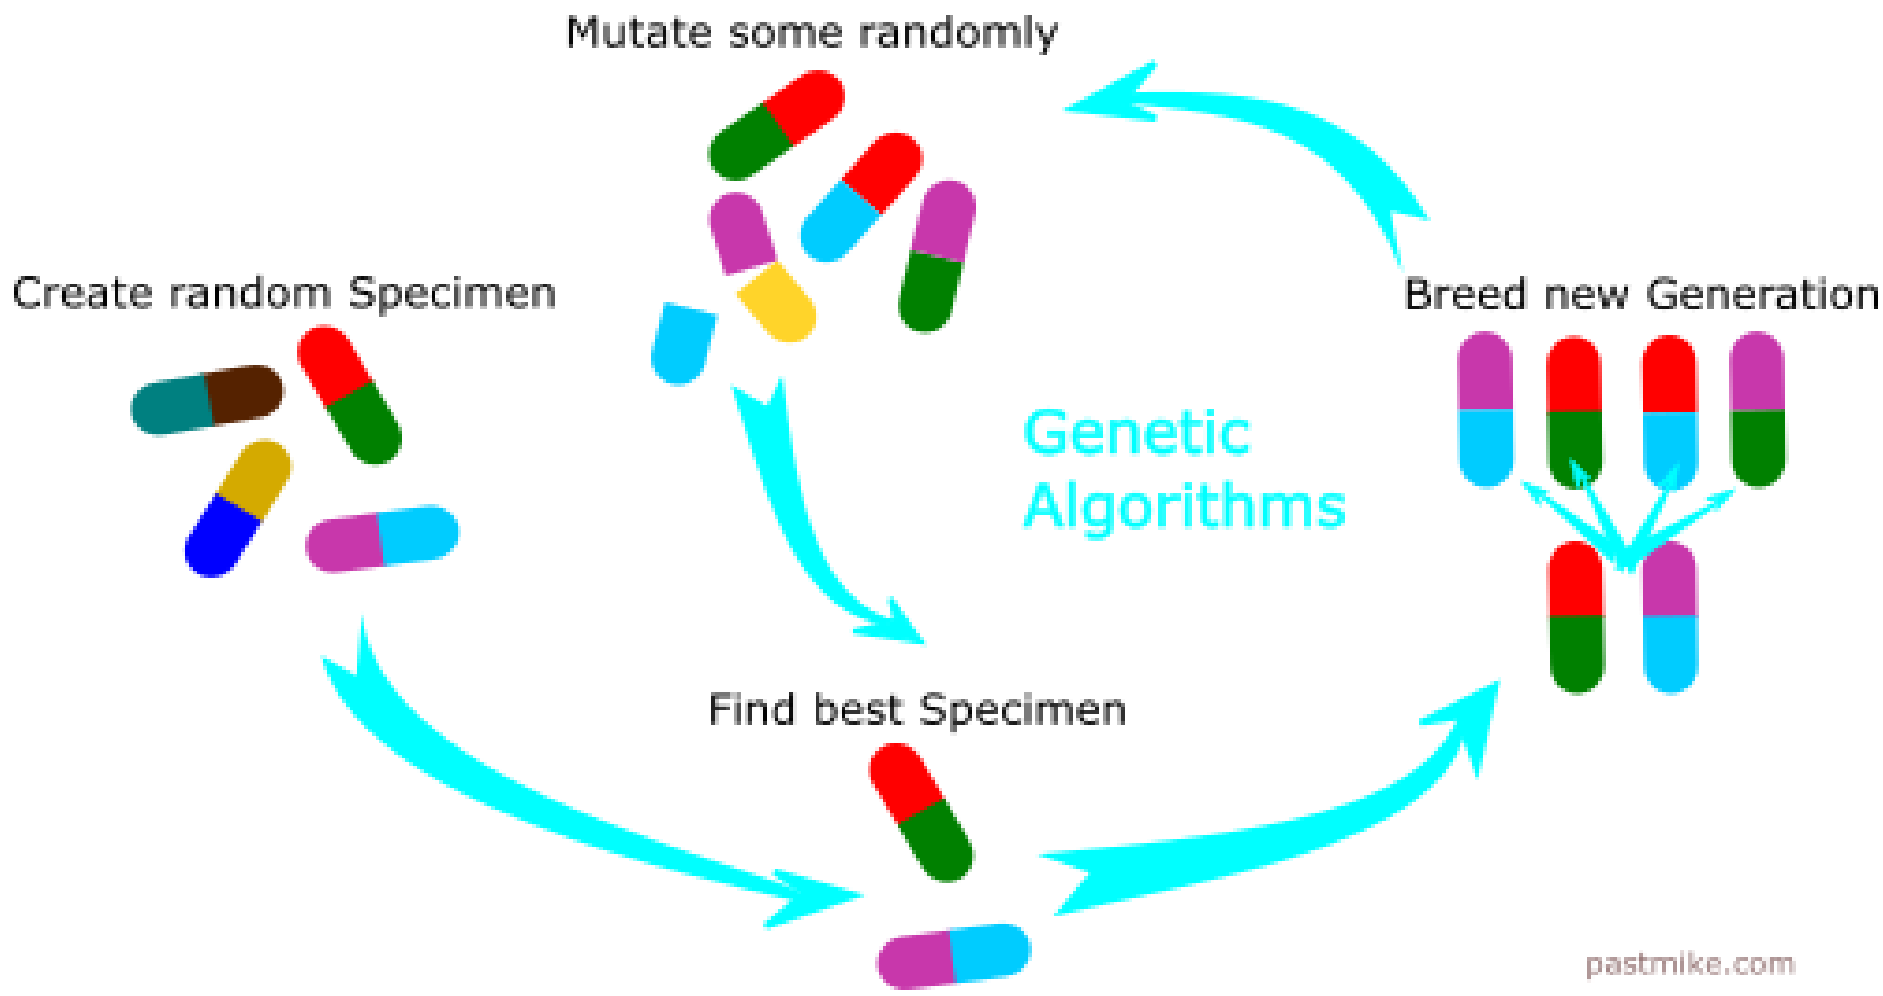 Mutate some randomly
Create random Specimen
Breed new Generation
Genetic
Algorithms
Find best Specimen
pastmike.com